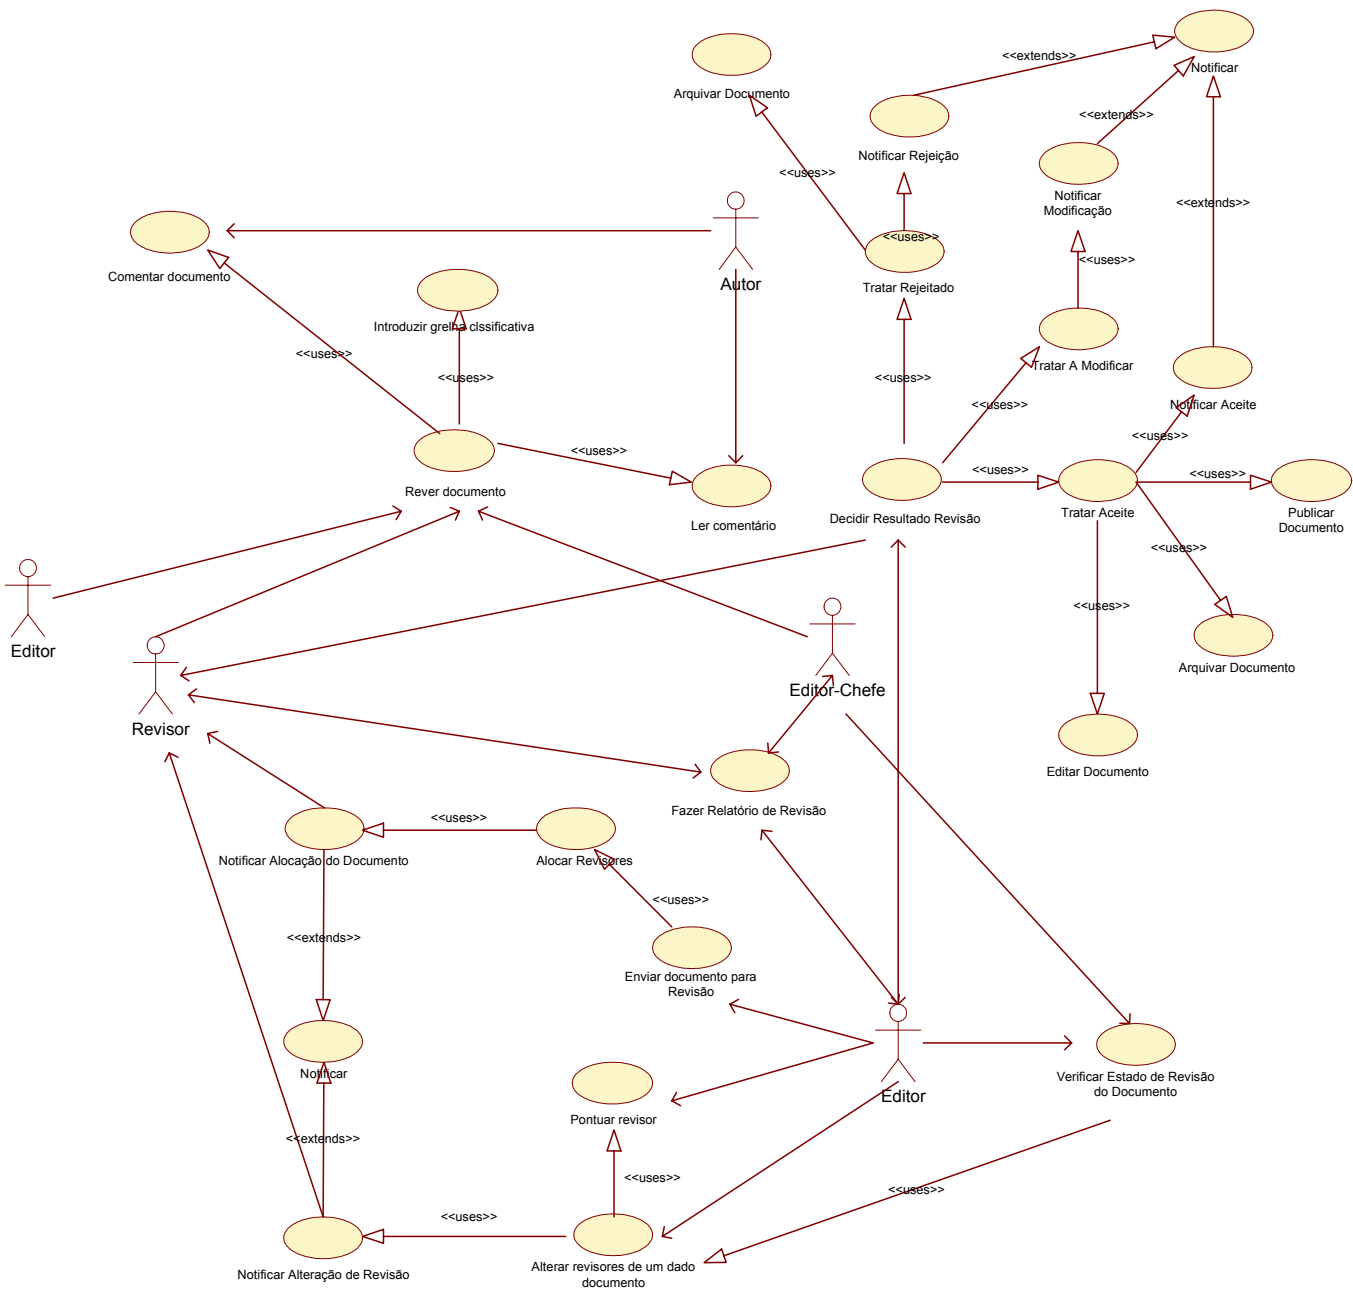 <<extends>>
Notificar
Arquivar Documento
<<extends>>
Notificar Rejeição
<<uses>>
Notificar
Modificação
<<extends>>
<<uses>>
Comentar documento
Autor
Tratar Rejeitado
<<uses>>
Introduzir grelha clssificativa
<<uses>>
<<uses>>
<<uses>>
Tratar A Modificar
<<uses>>
Notificar Aceite
<<uses>>
<<uses>>
<<uses>>
<<uses>>
Rever documento
Ler comentário
Decidir Resultado Revisão
Tratar Aceite
Publicar
Documento
<<uses>>
<<uses>>
Editor
Arquivar Documento
Editor-Chefe
Revisor
Editar Documento
Fazer Relatório de Revisão
<<uses>>
Notificar Alocação do Documento
Alocar Revisores
<<uses>>
<<extends>>
Enviar documento para
Revisão
Notificar
Verificar Estado de Revisão
do Documento
Editor
Pontuar revisor
<<extends>>
<<uses>>
<<uses>>
<<uses>>
Notificar Alteração de Revisão
Alterar revisores de um dado
documento